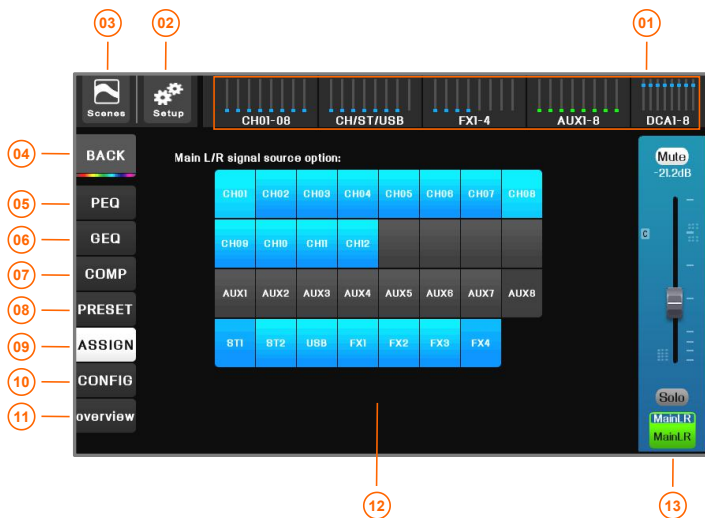 03 02 01
Scenes Setup CH01-08 CH/ST/USB FX1-4 AUX1-8 DCA1-8
04 BACK Main L/R signal source option: Mute
-21.2dB
05 PEQ CH01 CH02 CH03 CH04 CH05 CH06 CH07 CH08
06 GEQ CH09 CH10 CH11 CH12 C
07 COMP
08 PRESET AUX1 AUX2 AUX3 AUX4 AUX5 AUX6 AUX7 AUX8
09 ASSIGN ST1 ST2 USB FX1 FX2 FX3 FX4
10 CONFIG Solo
11 overview MainLR
MainLR
12 13